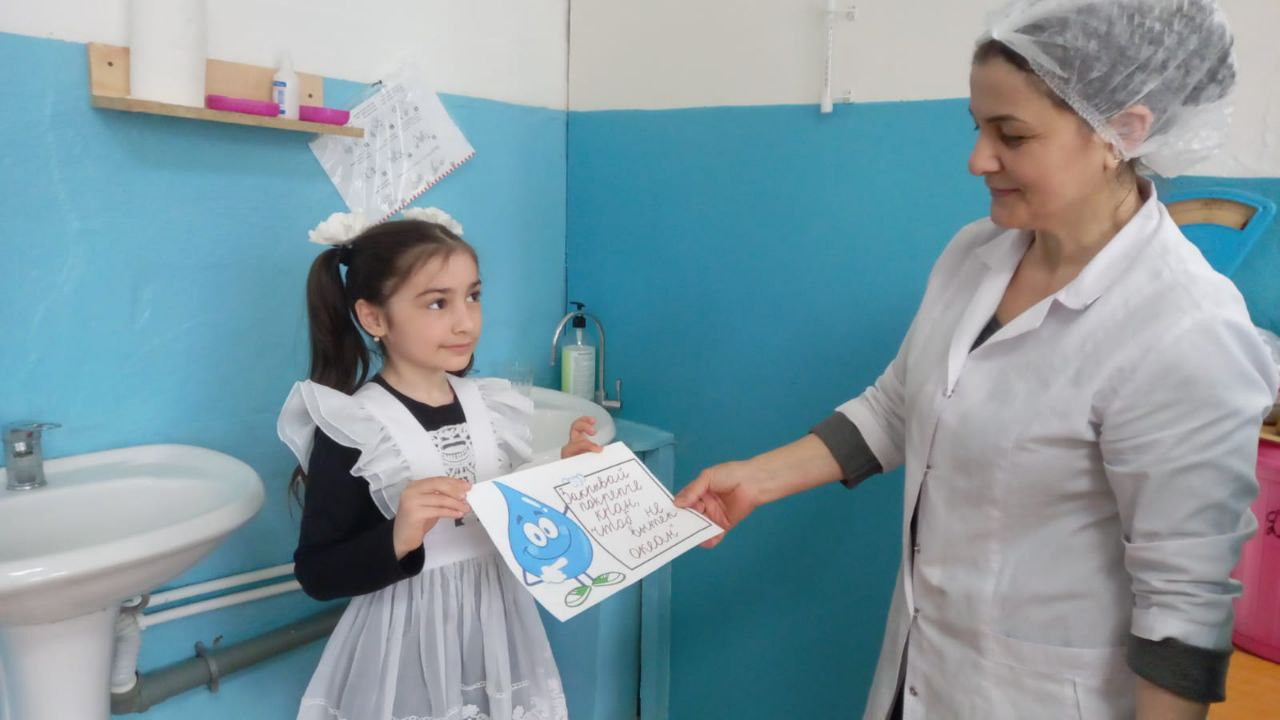 "Закрывай
покрепче
кран,
чтоб не
вытек
океан"